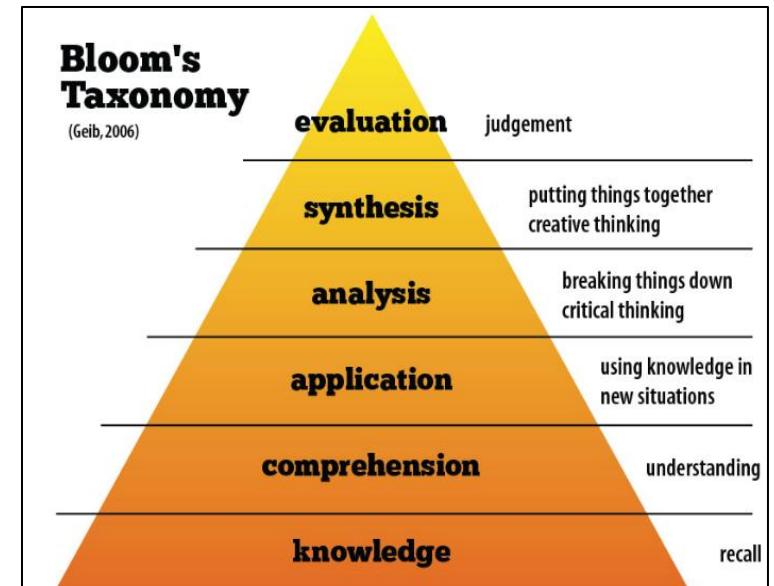 Bloom's
Taxonomy
(Geib, 2006)
evaluation
judgement
synthesis
putting things together
creative thinking
analysis
breaking things down
critical thinking
application
using knowledge in
new situations
comprehension
understanding
knowledge
recall